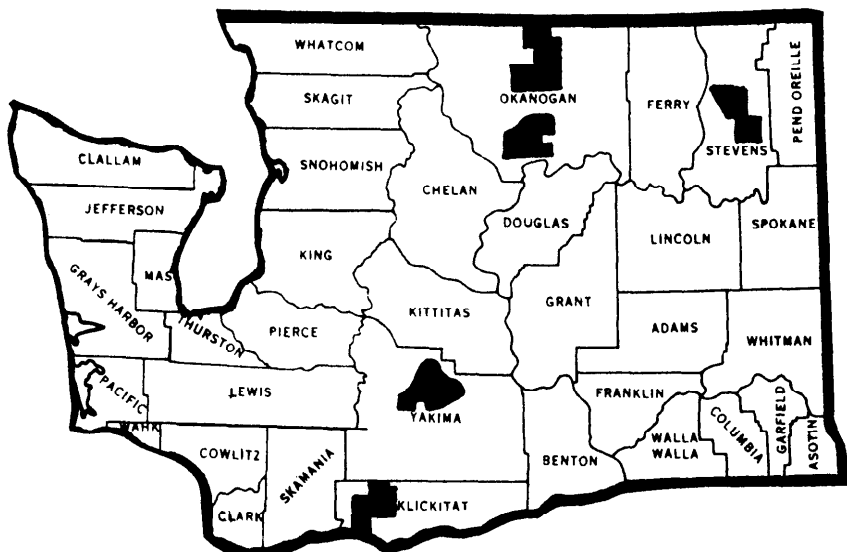 WHATCOM
SKAGIT
SNOHOMISH
KING
PIERCE
CLALLAM
JEFFERSON
MAS
GRAYS HARBOR
THURSTON
PACIFIC
LEWIS
WAHK
COWLITZ
CLARK
SKAMANIA
OKANOGAN
CHELAN
DOUGLAS
KITTITAS
GRANT
YAKIMA
KLICKITAT
BENTON
FERRY
STEVENS
PEND OREILLE
LINCOLN
SPOKANE
ADAMS
WHITMAN
FRANKLIN
WALLA
WALLA
COLUMBIA
GARFIELD
ASOTIN